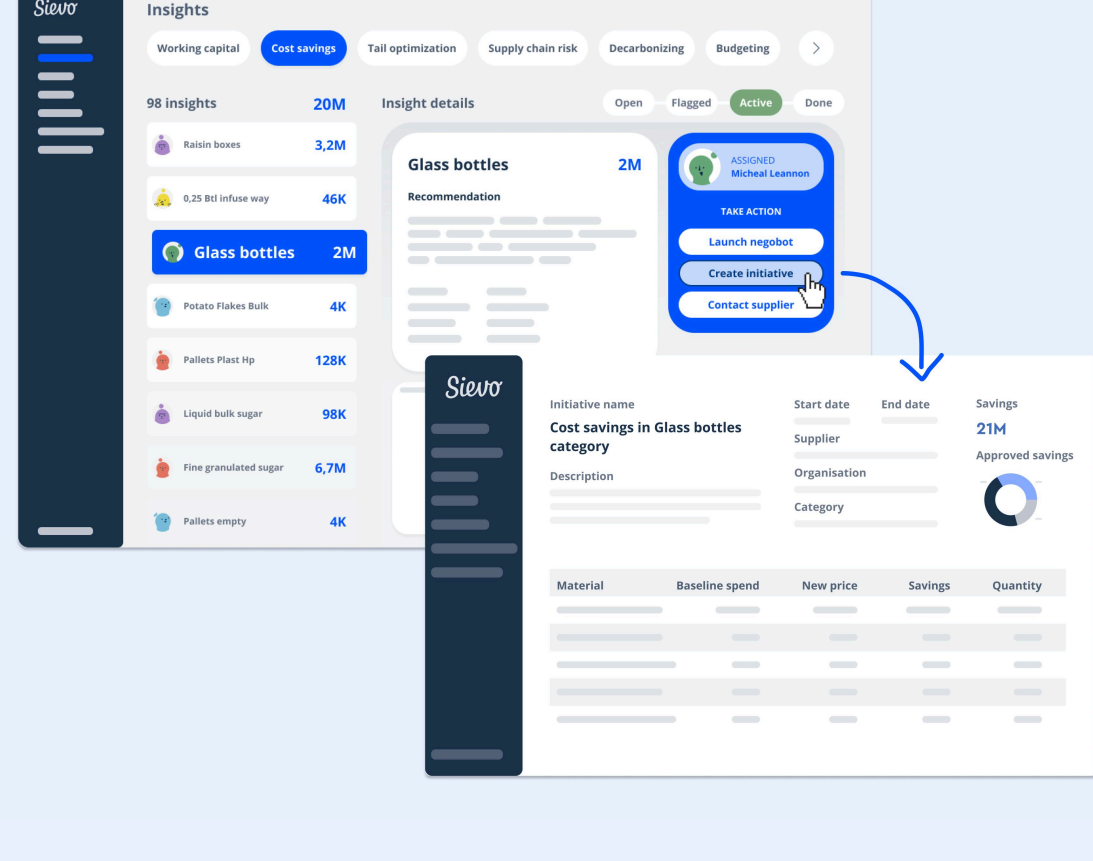 Sievo
Insights
Working capital
Cost savings
Tail optimization
Supply chain risk
Decarbonizing
Budgeting
98 insights
20M
Insight details
Open
Flagged
Active
Done
Raisin boxes
3,2M
0,25 Btl infuse way
46K
Glass bottles
2M
Potato Flakes Bulk
4K
Pallets Plast Hp
128K
Liquid bulk sugar
98K
Fine granulated sugar
6,7M
Pallets empty
4K
Glass bottles
2M
Recommendation
ASSIGNED
Micheal Leannon
TAKE ACTION
Launch negobot
Create initiative
Contact supplier
Sievo
Initiative name
Cost savings in Glass bottles
category
Description
Start date
End date
Supplier
Organisation
Category
Savings
21M
Approved savings
Material
Baseline spend
New price
Savings
Quantity